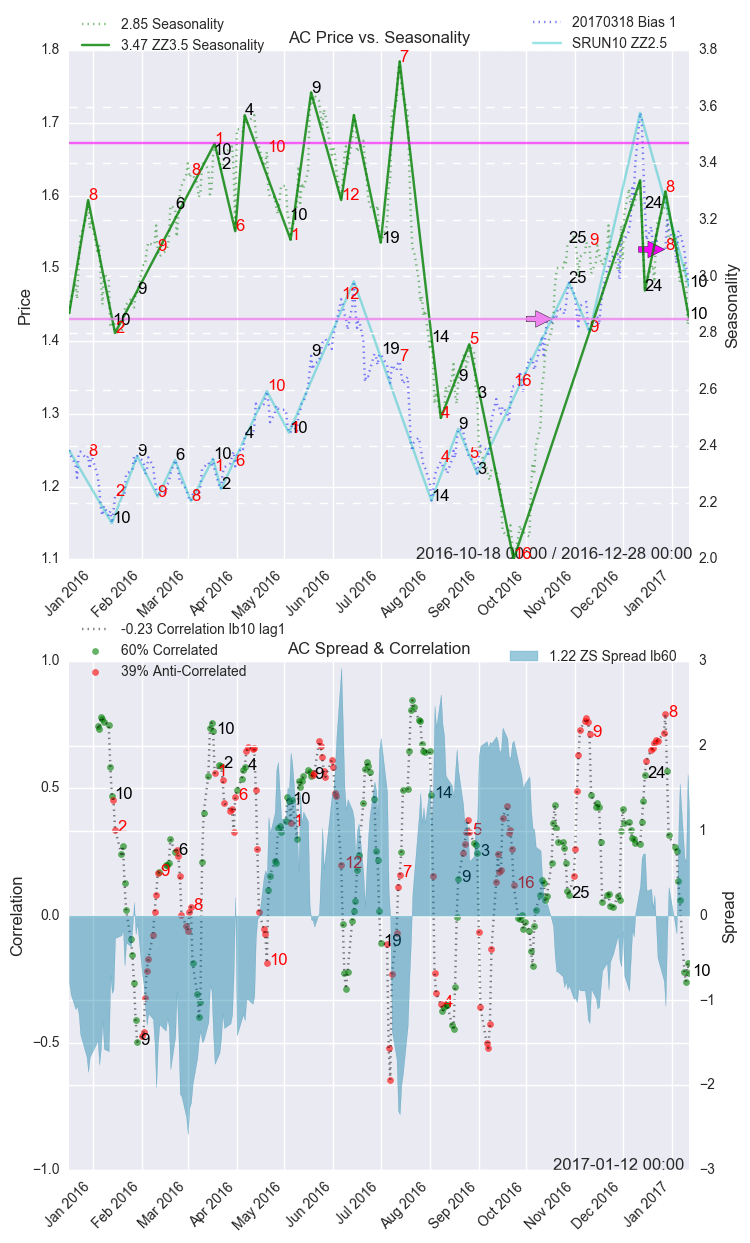 2.85 Seasonality
3.47 ZZ3.5 Seasonality
AC Price vs. Seasonality
20170318 Bias 1
SRUN10 ZZ2.5
1.8
1.7
1.6
1.5
1.4
1.3
1.2
1.1
Price
3.8
3.6
3.4
3.2
3.0
2.8
2.6
2.4
2.2
2.0
Seasonality
7
9
4
1
10
10
2
8
8
6
12
8
24
10
6
9
19
1
25
9
8
9
25
24
10
12
10
2
14
19
7
5
9
9
3
16
4
10
4
1
10
9
8
9
6
10
1
6
2
9
8
2
10
9
4
5
3
14
16
2016-10-18 00:00 / 2016-12-28 00:00
Jan 2016
Feb 2016
Mar 2016
Apr 2016
May 2016
Jun 2016
Jul 2016
Aug 2016
Sep 2016
Oct 2016
Nov 2016
Dec 2016
Jan 2017
-0.23 Correlation lb10 lag1
60% Correlated
39% Anti-Correlated
AC Spread & Correlation
1.22 ZS Spread lb60
1.0
0.5
0.0
−0.5
−1.0
Correlation
3
2
1
0
−1
−2
−3
Spread
8
10
9
2
4
1
9
24
10
6
10
14
2
1
5
6
3
9
12
7
9
16
25
8
19
10
10
4
9
2017-01-12 00:00
Jan 2016
Feb 2016
Mar 2016
Apr 2016
May 2016
Jun 2016
Jul 2016
Aug 2016
Sep 2016
Oct 2016
Nov 2016
Dec 2016
Jan 2017